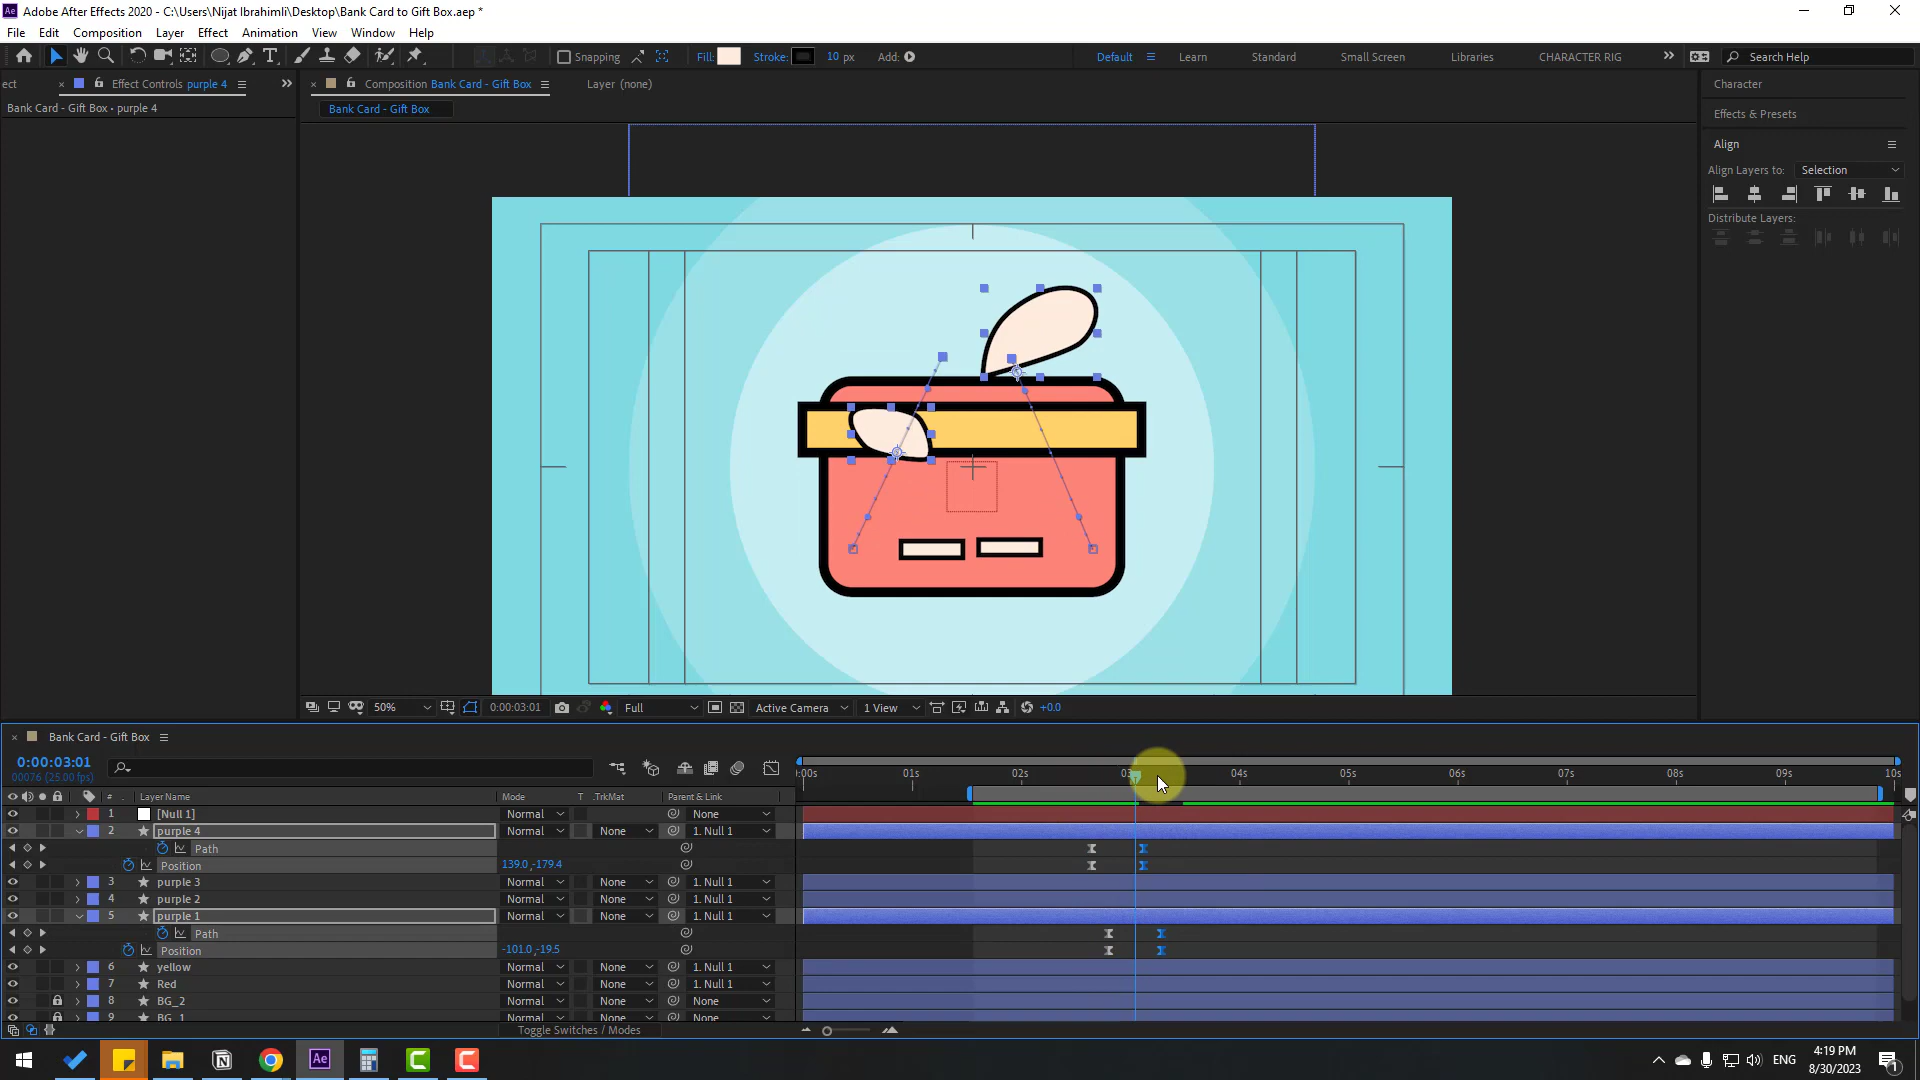 Adobe After Effects 2020 - C:\Users\Nijat Ibrahimli\Desktop\Bank Card to Gift Box.aep *
File Edit Composition Layer Effect Animation View Window Help
Snapping Fill: Stroke: 10 px Add: Default Learn Standard Small Screen Libraries CHARACTER RIG Search Help
ect Effect Controls purple 4 Composition Bank Card - Gift Box Layer (none) Character
Bank Card - Gift Box • purple 4 Bank Card - Gift Box
Effects & Presets
Align
Align Layers to: Selection
Distribute Layers:
50% 0:00:03:01 Full Active Camera 1 View +0.0
Bank Card - Gift Box
0:00:03:01
00076 (25.00 fps)
:00s 01s 02s 03s 04s 05s 06s 07s 08s 09s 10s
# Layer Name Mode T .TrkMat Parent & Link
1 [Null 1] Normal None
2 purple 4 Normal None 1. Null 1
Path
Position 139.0,-179.4
3 purple 3 Normal None 1. Null 1
4 purple 2 Normal None 1. Null 1
5 purple 1 Normal None 1. Null 1
Path
Position -101.0,-19.5
6 yellow Normal None 1. Null 1
7 Red Normal None 1. Null 1
8 BG_2 Normal None None
9 BG_1
Toggle Switches / Modes
Ae ENG 4:19 PM
8/30/2023 1